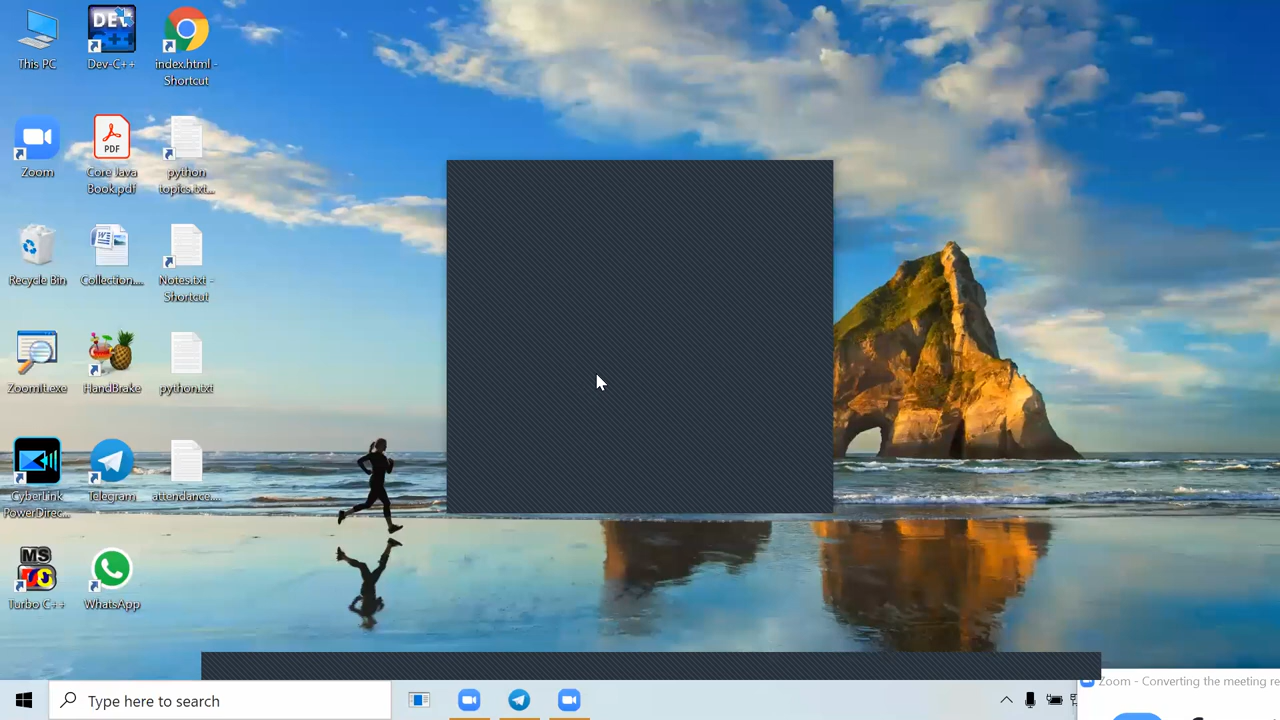 This PC
DEV
C++
Dev-C++
index.html -
Shortcut
Zoom
PDF
Core Java
Book.pdf
python
topics.txt...
Recycle Bin
W
Collection....
Notes.txt -
Shortcut
ZoomIt.exe
HandBrake
python.txt
CyberLink
PowerDirec...
Telegram
attendance....
MS
Turbo C++
WhatsApp
Type here to search
Zoom - Converting the meeting re